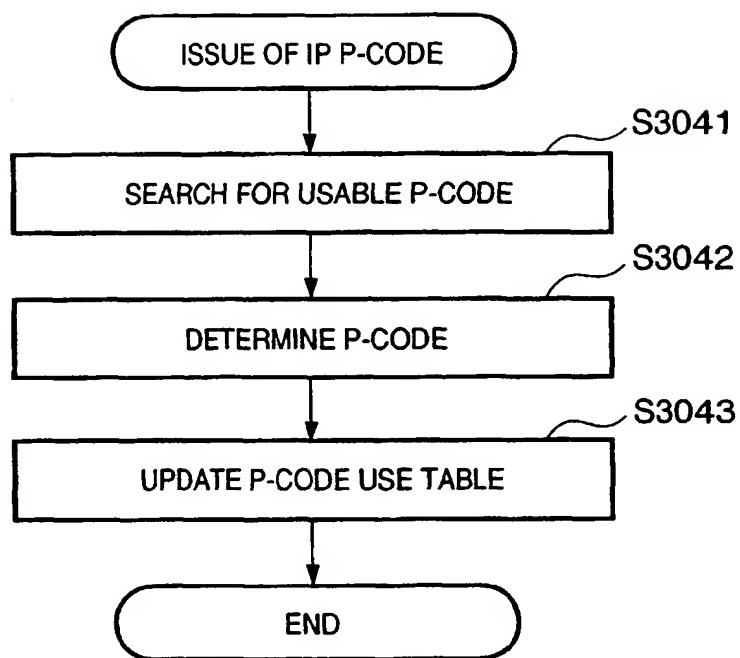 ISSUE OF IP P-CODE
S3041
SEARCH FOR USABLE P-CODE
S3042
DETERMINE P-CODE
S3043
UPDATE P-CODE USE TABLE
END